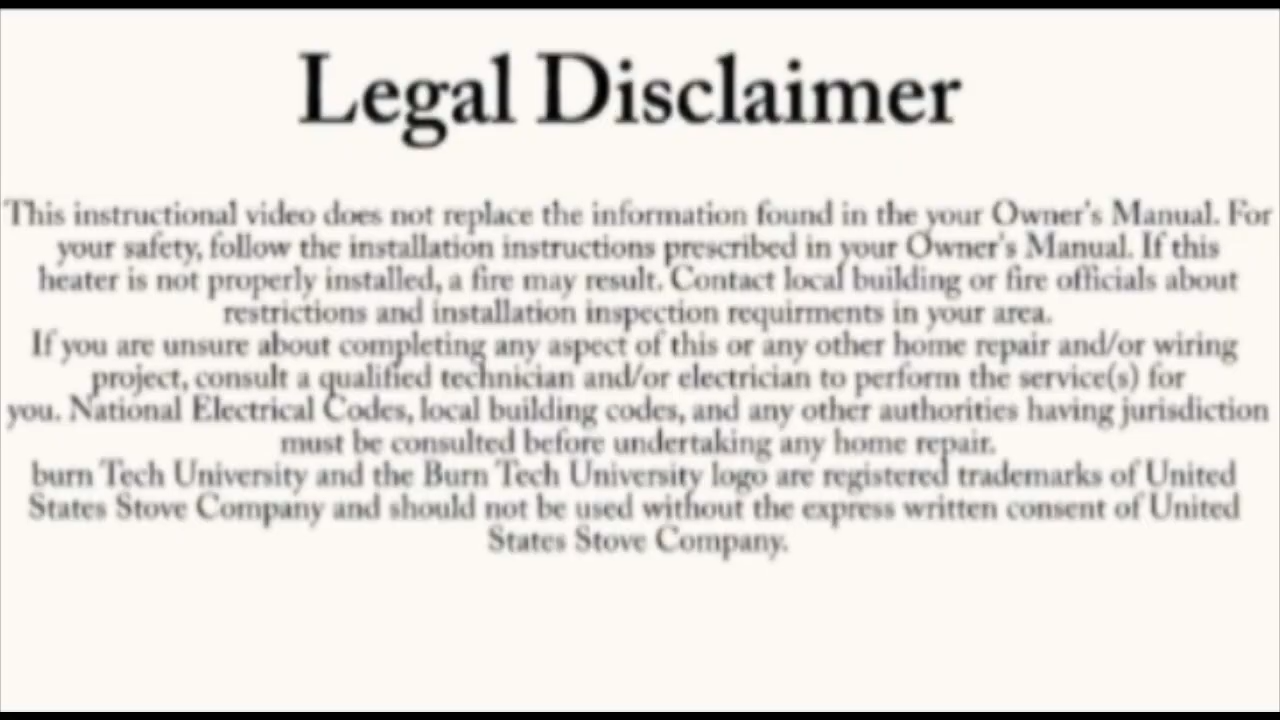 Legal Disclaimer
This instructional video does not replace the information found in the your Owner's Manual. For
your safety, follow the installation instructions prescribed in your Owner's Manual. If this
heater is not properly installed, a fire may result. Contact local building or fire officials about
restrictions and installation inspection requirments in your area.
If you are unsure about completing any aspect of this or any other home repair and/or wiring
project, consult a qualified technician and/or electrician to perform the service(s) for
you. National Electrical Codes, local building codes, and any other authorities having jurisdiction
must be consulted before undertaking any home repair.
burn Tech University and the Burn Tech University logo are registered trademarks of United
States Stove Company and should not be used without the express written consent of United
States Stove Company.